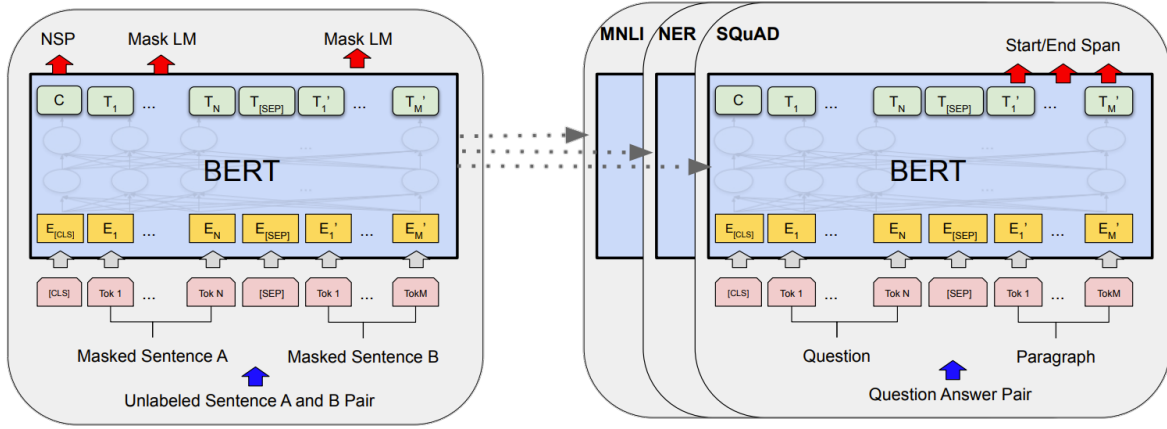 NSP Mask LM Mask LM
C T1 ... TN T[SEP] T1' ... TM'
...
BERT
...
E[CLS] E1 ... EN E[SEP] E1' ... EM'
[CLS] Tok 1 ... Tok N [SEP] Tok 1 ... TokM
Masked Sentence A Masked Sentence B
Unlabeled Sentence A and B Pair
MNLI NER SQuAD
Start/End Span
C T1 ... TN T[SEP] T1' ... TM'
...
BERT
...
E[CLS] E1 ... EN E[SEP] E1' ... EM'
[CLS] Tok 1 ... Tok N [SEP] Tok 1 ... TokM
Question Paragraph
Question Answer Pair